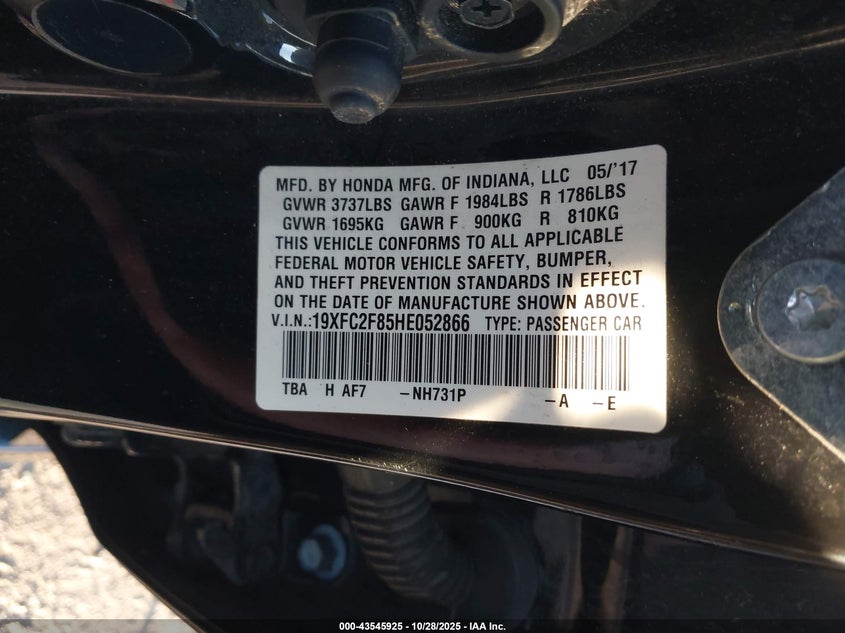 MFD. BY HONDA MFG. OF INDIANA, LLC 05/'17
GVWR 3737LBS GAWR F 1984LBS R 1786LBS
GVWR 1695KG GAWR F 900KG R 810KG
THIS VEHICLE CONFORMS TO ALL APPLICABLE
FEDERAL MOTOR VEHICLE SAFETY, BUMPER,
AND THEFT PREVENTION STANDARDS IN EFFECT
ON THE DATE OF MANUFACTURE SHOWN ABOVE.
V.I.N.:19XFC2F85HE052866 TYPE: PASSENGER CAR
TBA H AF7 –NH731P –A –E
000-43545925 - 10/28/2025 - IAA Inc.